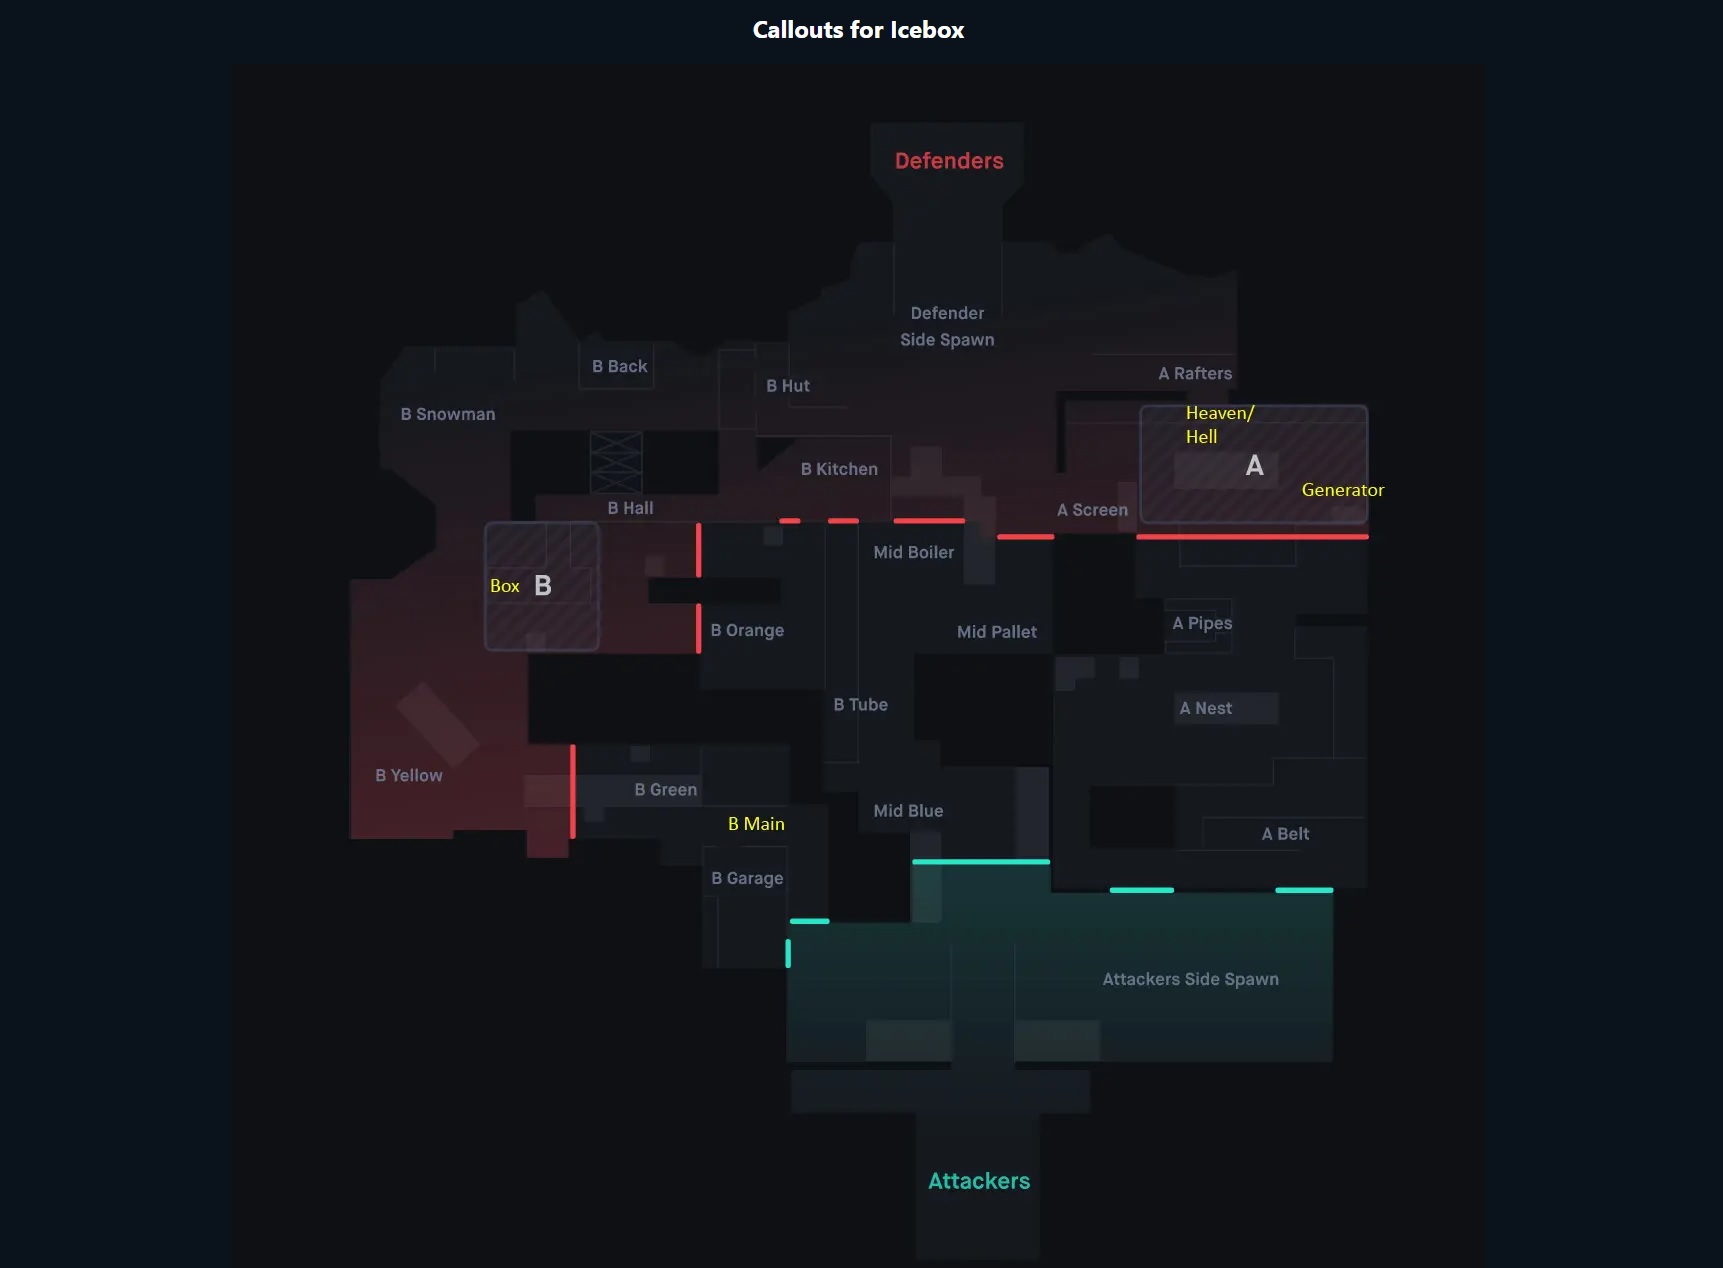 Callouts for Icebox
Defenders
Defender
Side Spawn
B Back
A Rafters
B Hut
B Snowman
Heaven/
Hell
B Kitchen
A
Generator
B Hall
A Screen
Mid Boiler
Box
B
A Pipes
B Orange
Mid Pallet
B Tube
A Nest
B Yellow
B Green
Mid Blue
B Main
A Belt
B Garage
Attackers Side Spawn
Attackers